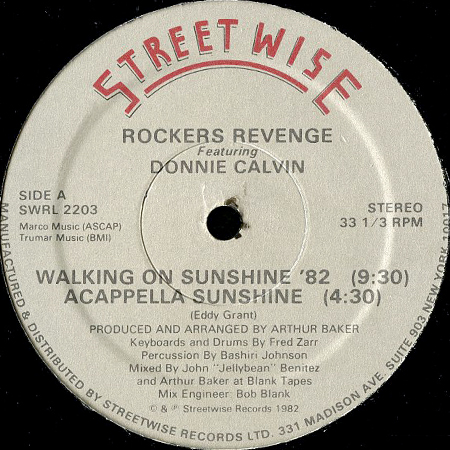 STREETWISE
ROCKERS REVENGE
Featuring
DONNIE CALVIN
SIDE A
SWRL 2203
Marco Music (ASCAP)
Trumar Music (BMI)
STEREO
33 1/3 RPM
WALKING ON SUNSHINE '82 (9:30)
ACAPPELLA SUNSHINE (4:30)
(Eddy Grant)
PRODUCED AND ARRANGED BY ARTHUR BAKER
Keyboards and Drums By Fred Zarr
Percussion By Bashiri Johnson
Mixed By John "Jellybean" Benitez
and Arthur Baker at Blank Tapes
Mix Engineer: Bob Blank
© & ℗ Streetwise Records 1982
MANUFACTURED & DISTRIBUTED BY STREETWISE RECORDS LTD. 331 MADISON AVE. SUITE 903 NEW YORK, NEW YORK 10017